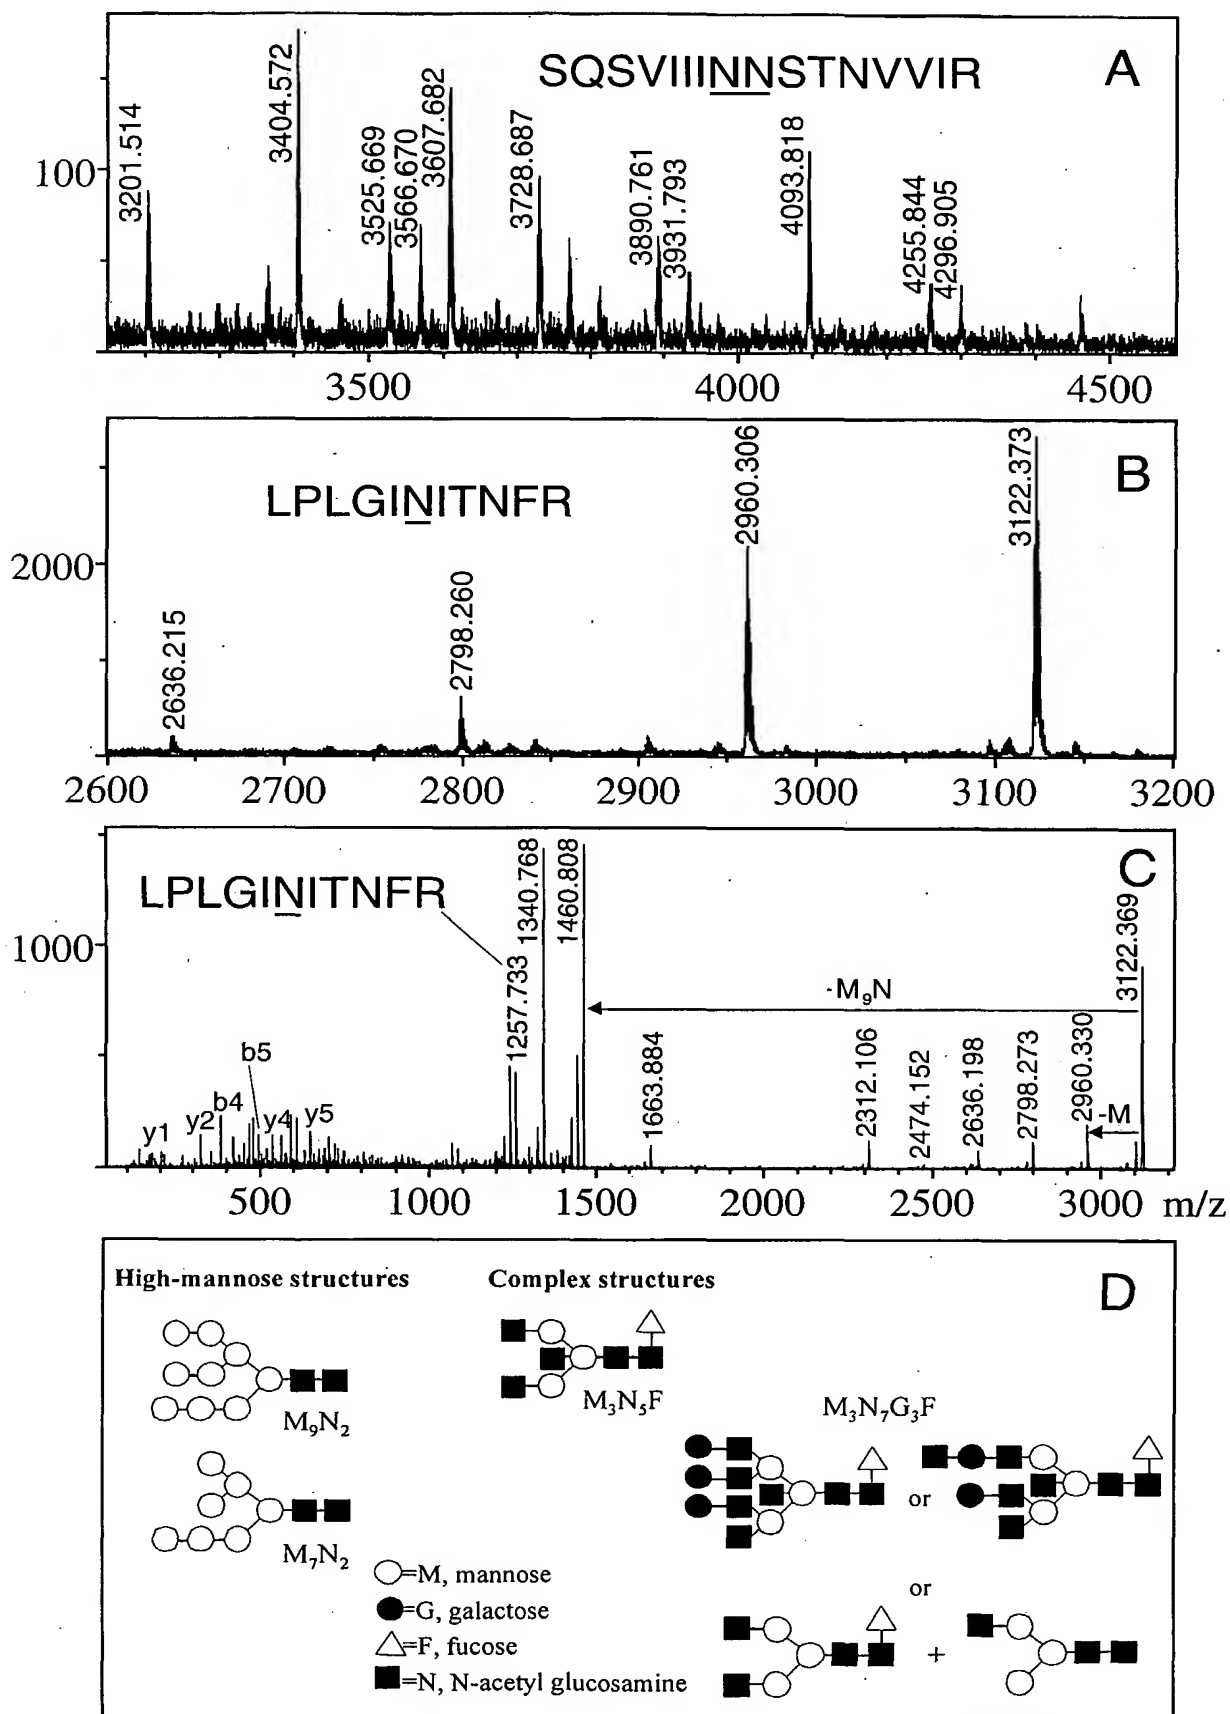 A
SQSVIIINNSTNVVIR
3201.514
3404.572
3525.669
3566.670
3607.682
3728.687
3890.761
3931.793
4093.818
4255.844
4296.905
100
3500 4000 4500
B
LPLGINITNFR
2636.215
2798.260
2960.306
3122.373
2000
2600 2700 2800 2900 3000 3100 3200
C
LPLGINITNFR
1257.733
1340.768
1460.808
1663.884
2312.106
2474.152
2636.198
2798.273
2960.330
3122.369
-M₉N
-M
1000
y1
y2
b4
b5
y4
y5
500 1000 1500 2000 2500 3000 m/z
D
High-mannose structures
Complex structures
M₉N₂
M₇N₂
M₃N₅F
M₃N₇G₃F
or
or
+
=M, mannose
=G, galactose
=F, fucose
=N, N-acetyl glucosamine